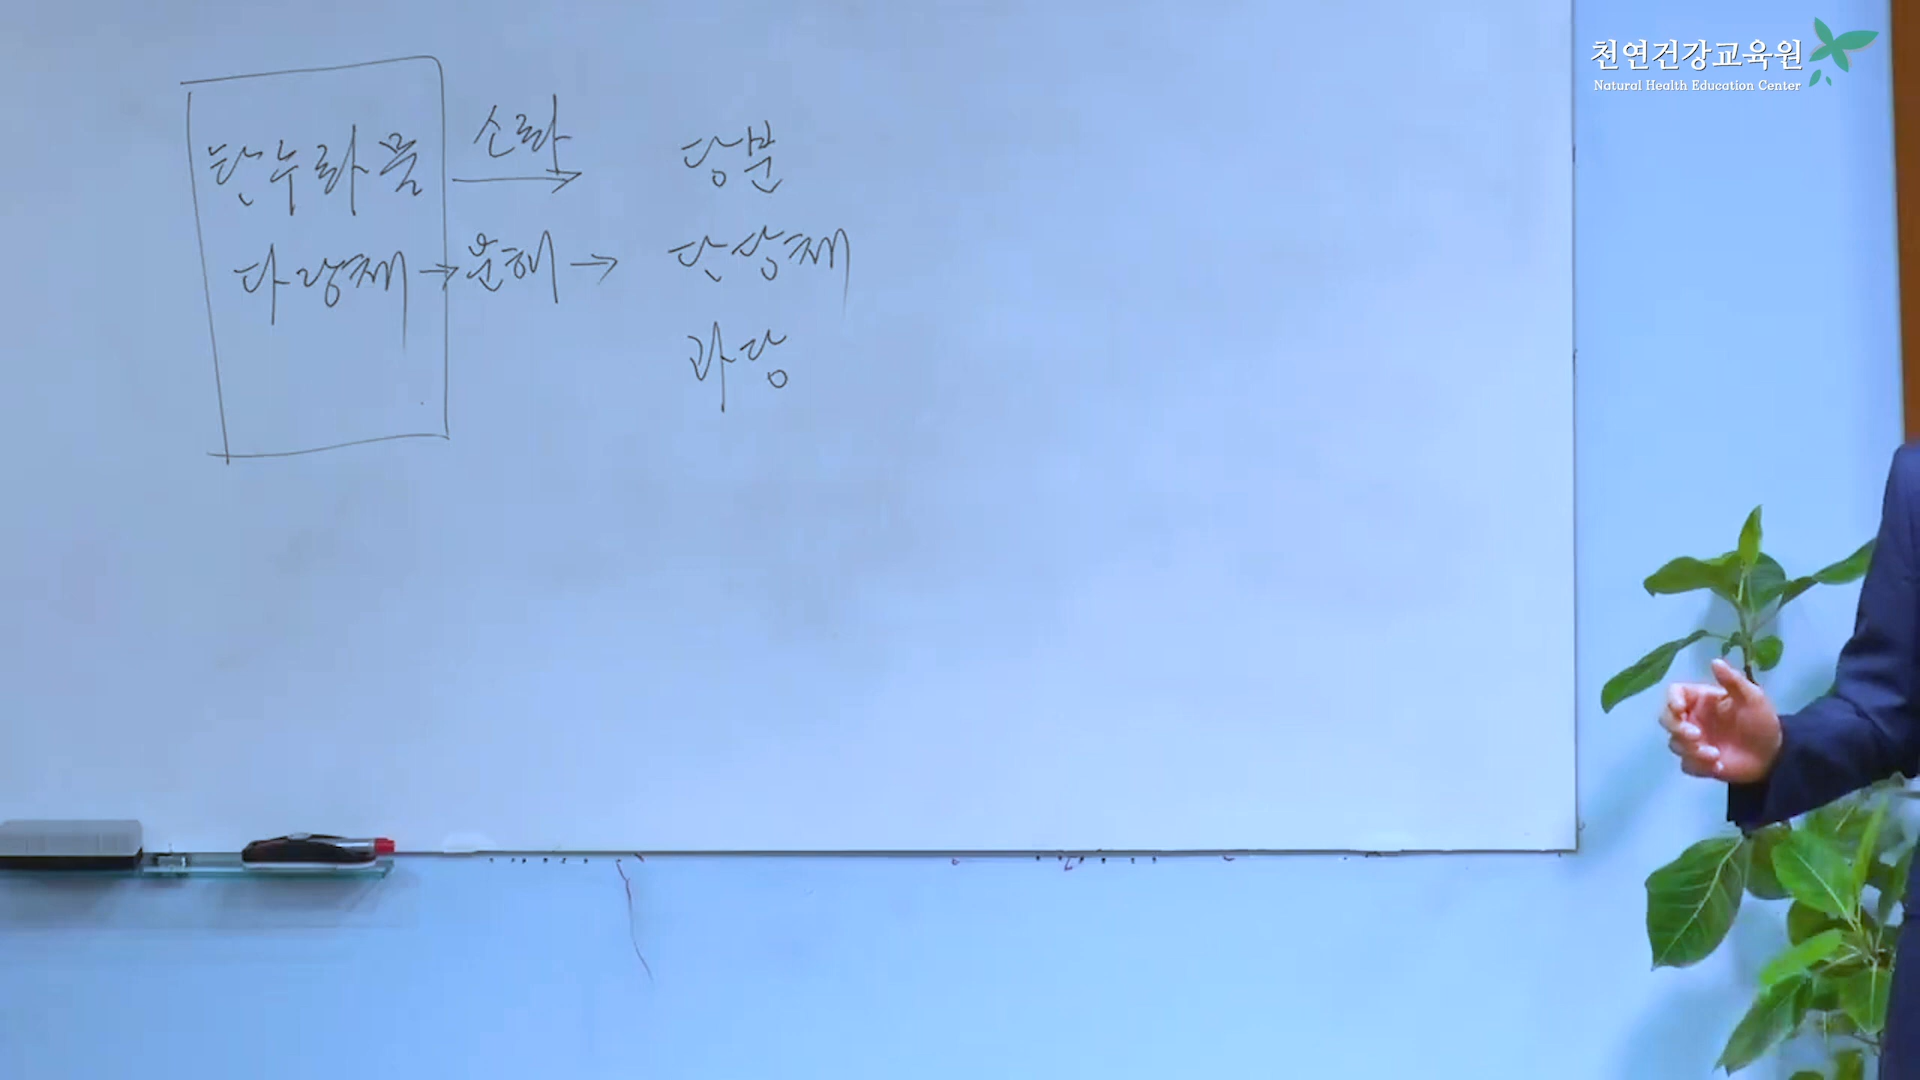 천연건강교육원
Natural Health Education Center
탄수화물 소화 당분
다당체 → 분해 → 단당체
과당